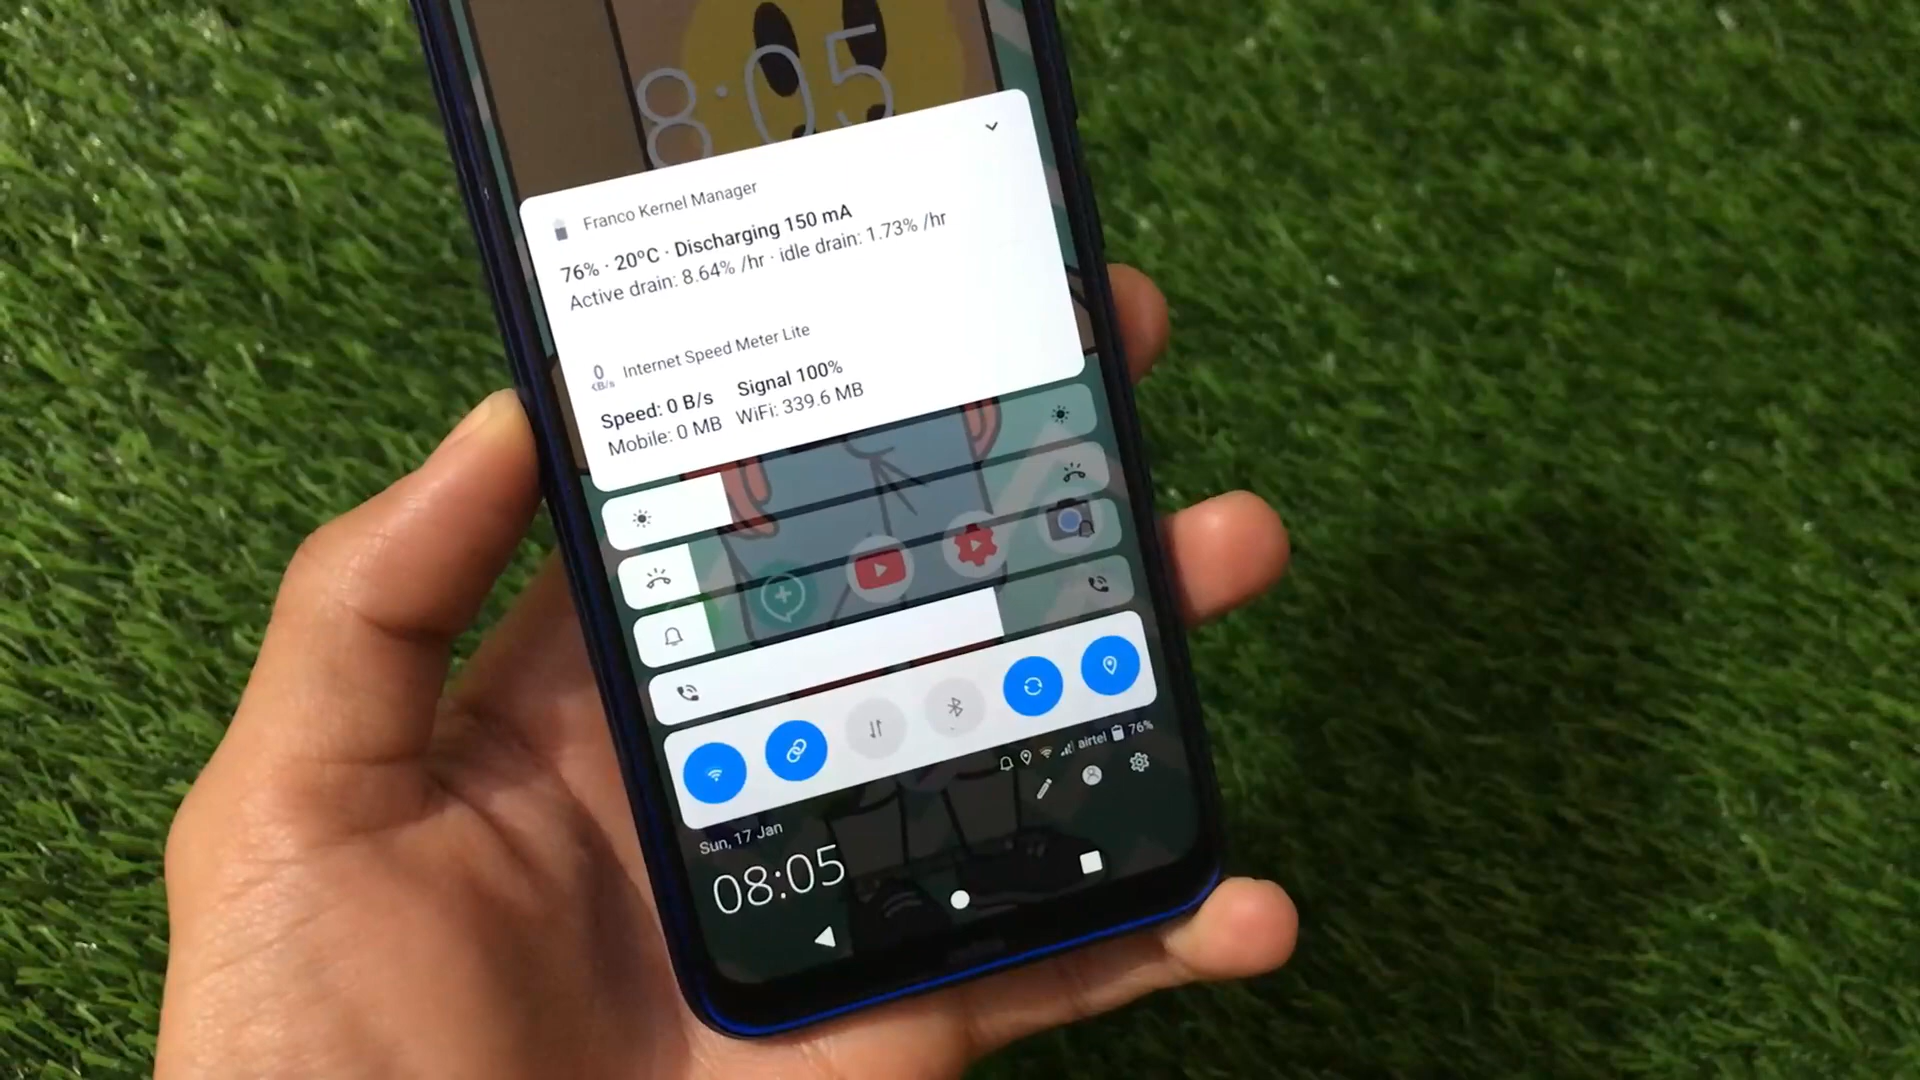 8:05
Franco Kernel Manager
76% · 20°C · Discharging 150 mA
Active drain: 8.64% /hr · idle drain: 1.73% /hr
0
KB/s
Internet Speed Meter Lite
Speed: 0 B/s Signal 100%
Mobile: 0 MB WiFi: 339.6 MB
airtel 76%
Sun, 17 Jan
08:05